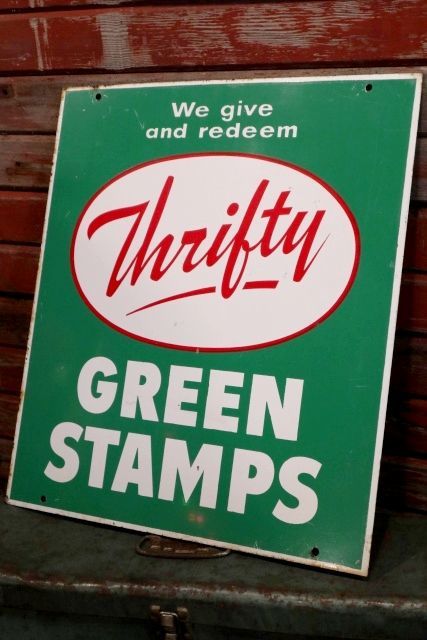 We give
and redeem
Thrifty
GREEN
STAMPS